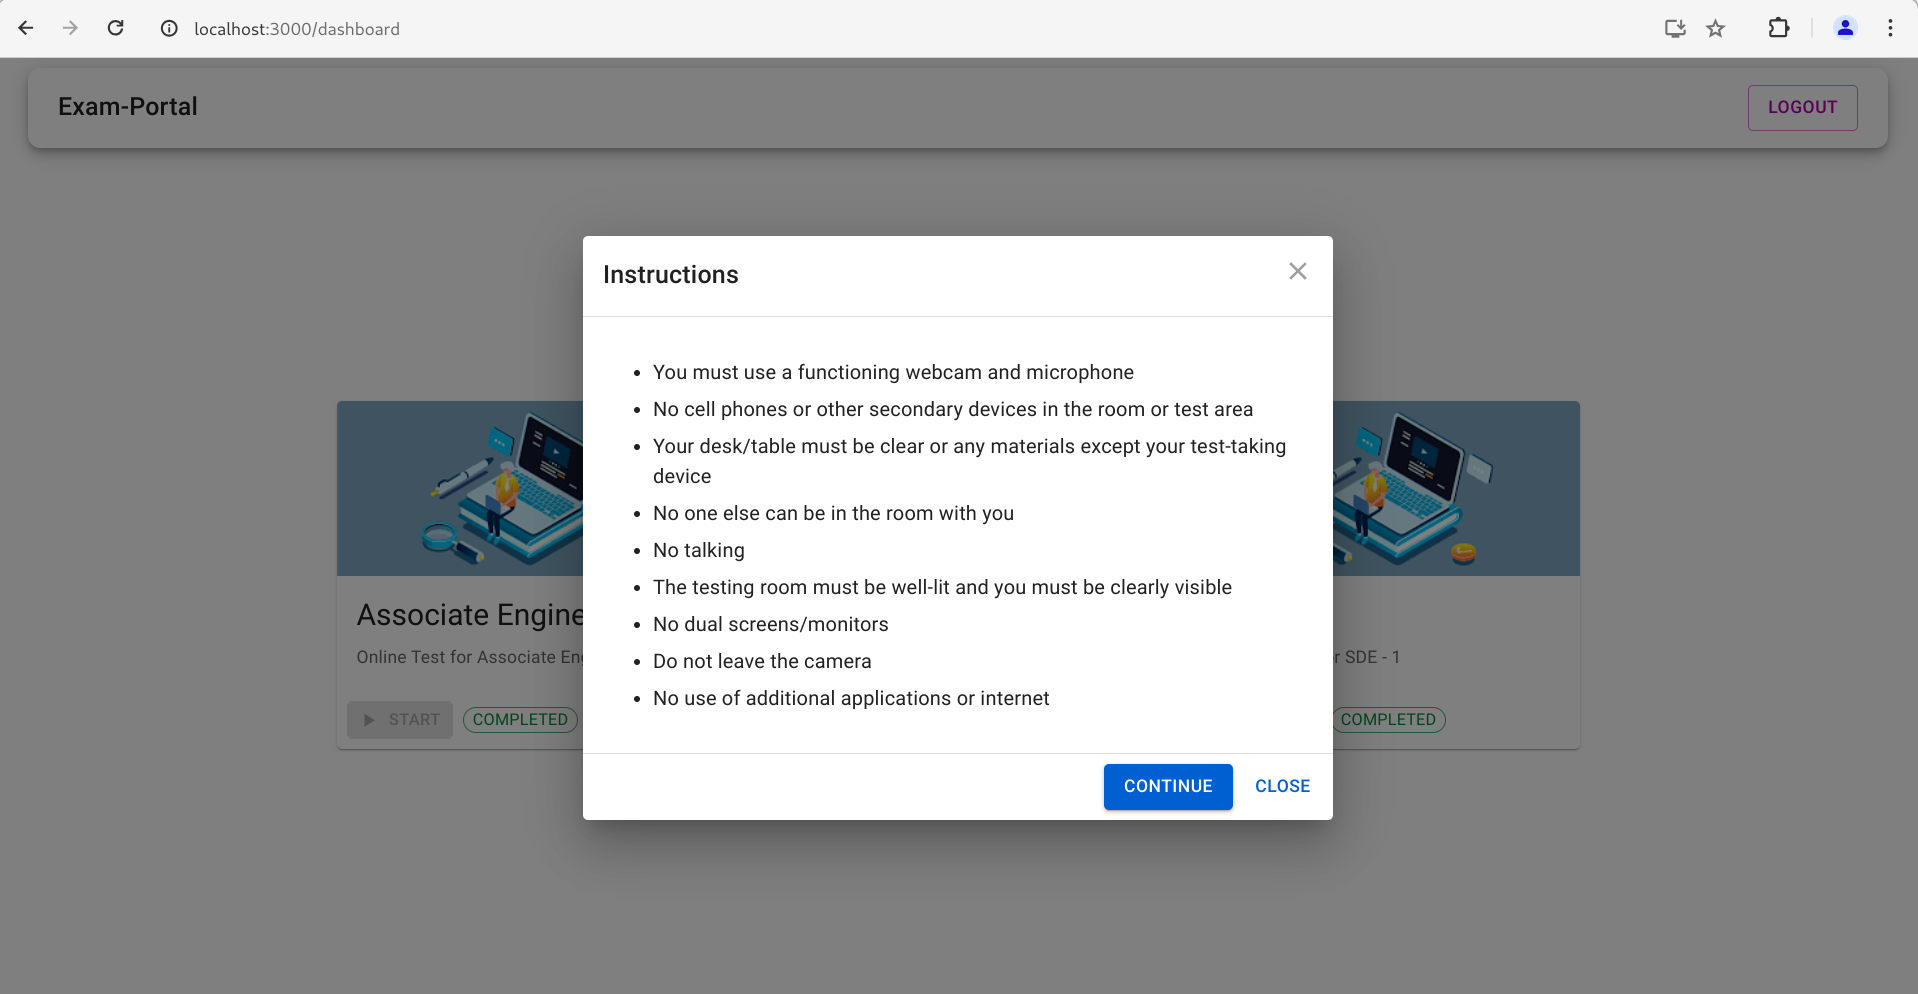 localhost:3000/dashboard
Exam-Portal
LOGOUT
Instructions
You must use a functioning webcam and microphone
No cell phones or other secondary devices in the room or test area
Your desk/table must be clear or any materials except your test-taking
device
No one else can be in the room with you
No talking
The testing room must be well-lit and you must be clearly visible
No dual screens/monitors
Do not leave the camera
No use of additional applications or internet
CONTINUE CLOSE
Associate
Online Test for Associate
START COMPLETED
SDE - 1
COMPLETED